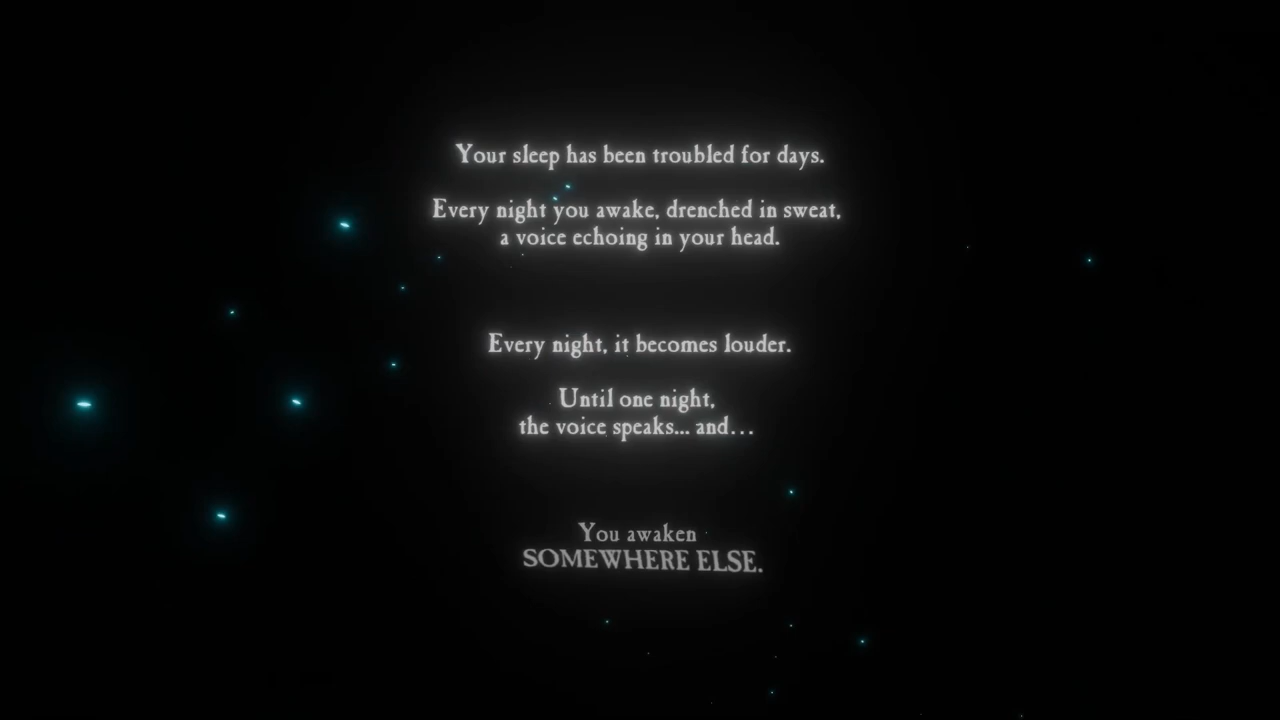 Your sleep has been troubled for days.
Every night you awake, drenched in sweat,
a voice echoing in your head.
Every night, it becomes louder.
Until one night,
the voice speaks... and...
You awaken
SOMEWHERE ELSE.